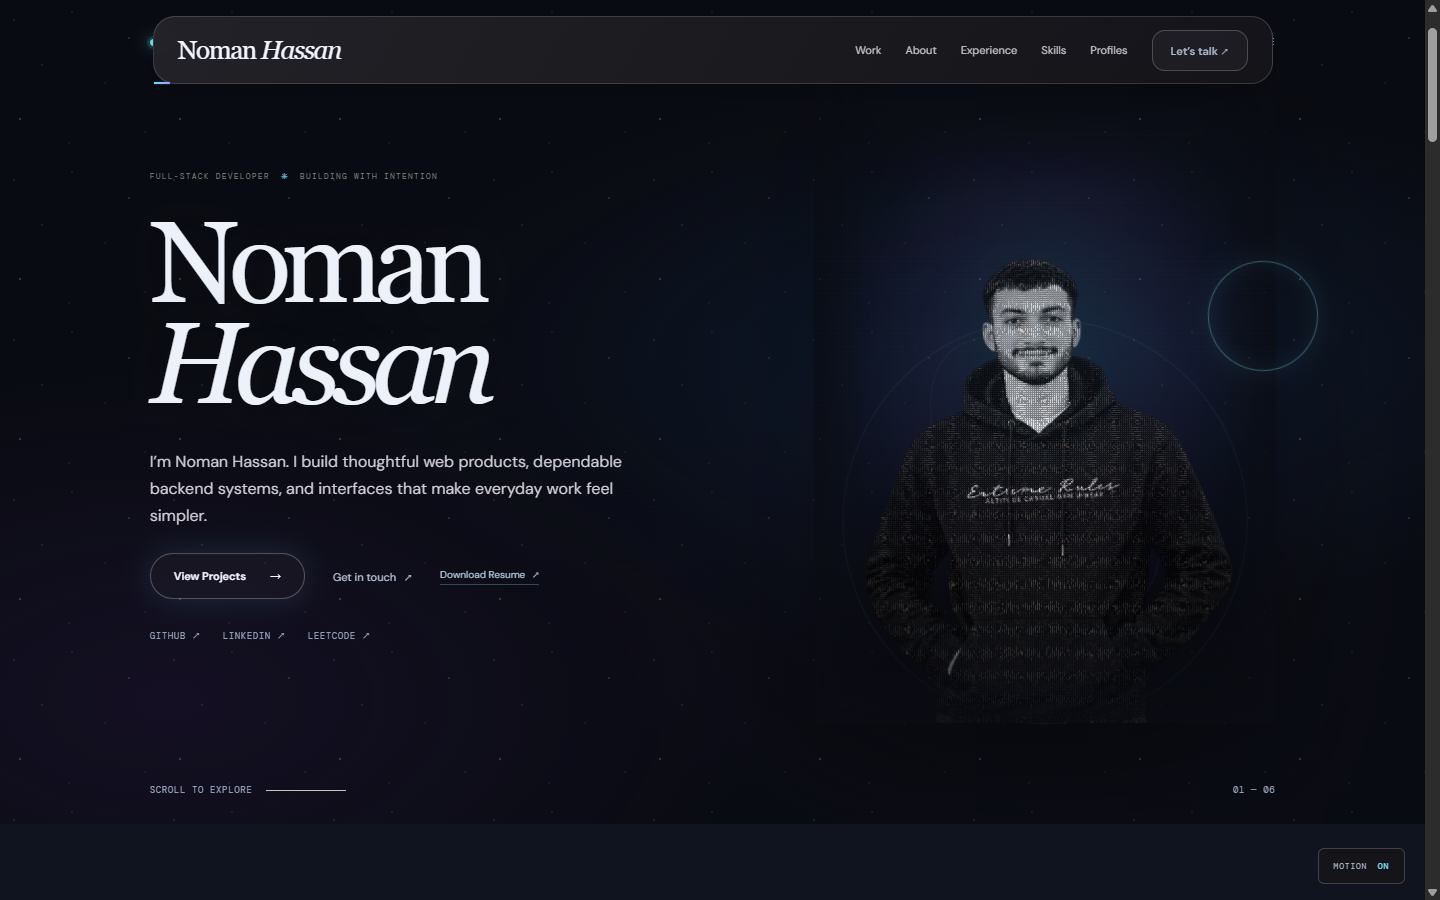 Noman Hassan
Work About Experience Skills Profiles Let's talk ↗
FULL-STACK DEVELOPER ✳ BUILDING WITH INTENTION
Noman
Hassan
I'm Noman Hassan. I build thoughtful web products, dependable
backend systems, and interfaces that make everyday work feel
simpler.
View Projects → Get in touch ↗ Download Resume ↗
GITHUB ↗ LINKEDIN ↗ LEETCODE ↗
Extreme Rules
SCROLL TO EXPLORE
01 — 06
MOTION ON